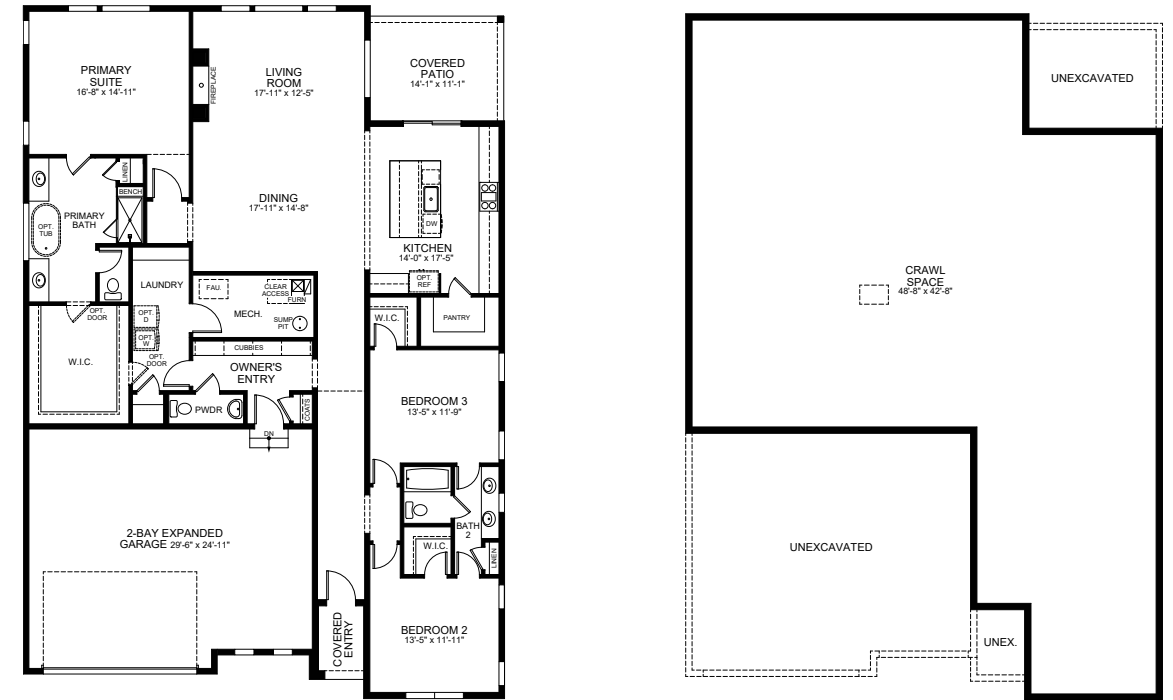 PRIMARY
SUITE
16'-8" x 14'-11"
FIREPLACE
LIVING
ROOM
17'-11" x 12'-5"
COVERED
PATIO
14'-1" x 11'-1"
LINEN
BENCH
PRIMARY
BATH
OPT.
TUB
DINING
17'-11" x 14'-8"
DW
KITCHEN
14'-0" x 17'-5"
OPT.
REF
PANTRY
LAUNDRY
FAU.
CLEAR
ACCESS
FURN
MECH.
SUMP
PIT
OPT.
DOOR
OPT.
D
OPT.
W
OPT.
DOOR
W.I.C.
W.I.C.
CUBBIES
OWNER'S
ENTRY
PWDR
COATS
DN
BEDROOM 3
13'-5" x 11'-9"
BATH
2
W.I.C.
LINEN
2-BAY EXPANDED
GARAGE 29'-6" x 24'-11"
COVERED
ENTRY
BEDROOM 2
13'-5" x 11'-11"
UNEXCAVATED
CRAWL
SPACE
48'-8" x 42'-8"
UNEXCAVATED
UNEX.